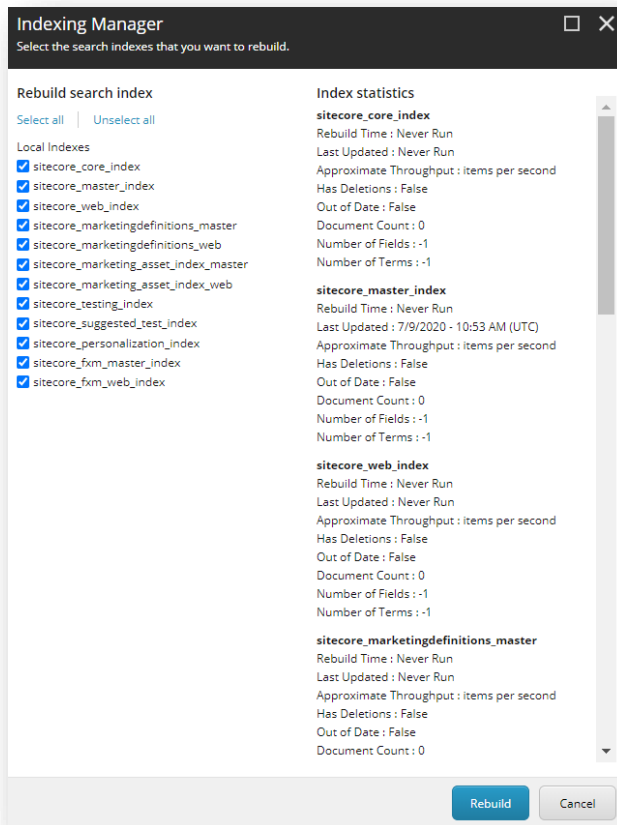 Indexing Manager
Select the search indexes that you want to rebuild.
Rebuild search index
Select all
Unselect all
Local Indexes
sitecore_core_index
sitecore_master_index
sitecore_web_index
sitecore_marketingdefinitions_master
sitecore_marketingdefinitions_web
sitecore_marketing_asset_index_master
sitecore_marketing_asset_index_web
sitecore_testing_index
sitecore_suggested_test_index
sitecore_personalization_index
sitecore_fxm_master_index
sitecore_fxm_web_index
Index statistics
sitecore_core_index
Rebuild Time : Never Run
Last Updated : Never Run
Approximate Throughput : items per second
Has Deletions : False
Out of Date : False
Document Count : 0
Number of Fields : -1
Number of Terms : -1
sitecore_master_index
Rebuild Time : Never Run
Last Updated : 7/9/2020 - 10:53 AM (UTC)
Approximate Throughput : items per second
Has Deletions : False
Out of Date : False
Document Count : 0
Number of Fields : -1
Number of Terms : -1
sitecore_web_index
Rebuild Time : Never Run
Last Updated : Never Run
Approximate Throughput : items per second
Has Deletions : False
Out of Date : False
Document Count : 0
Number of Fields : -1
Number of Terms : -1
sitecore_marketingdefinitions_master
Rebuild Time : Never Run
Last Updated : Never Run
Approximate Throughput : items per second
Has Deletions : False
Out of Date : False
Document Count : 0
Rebuild
Cancel